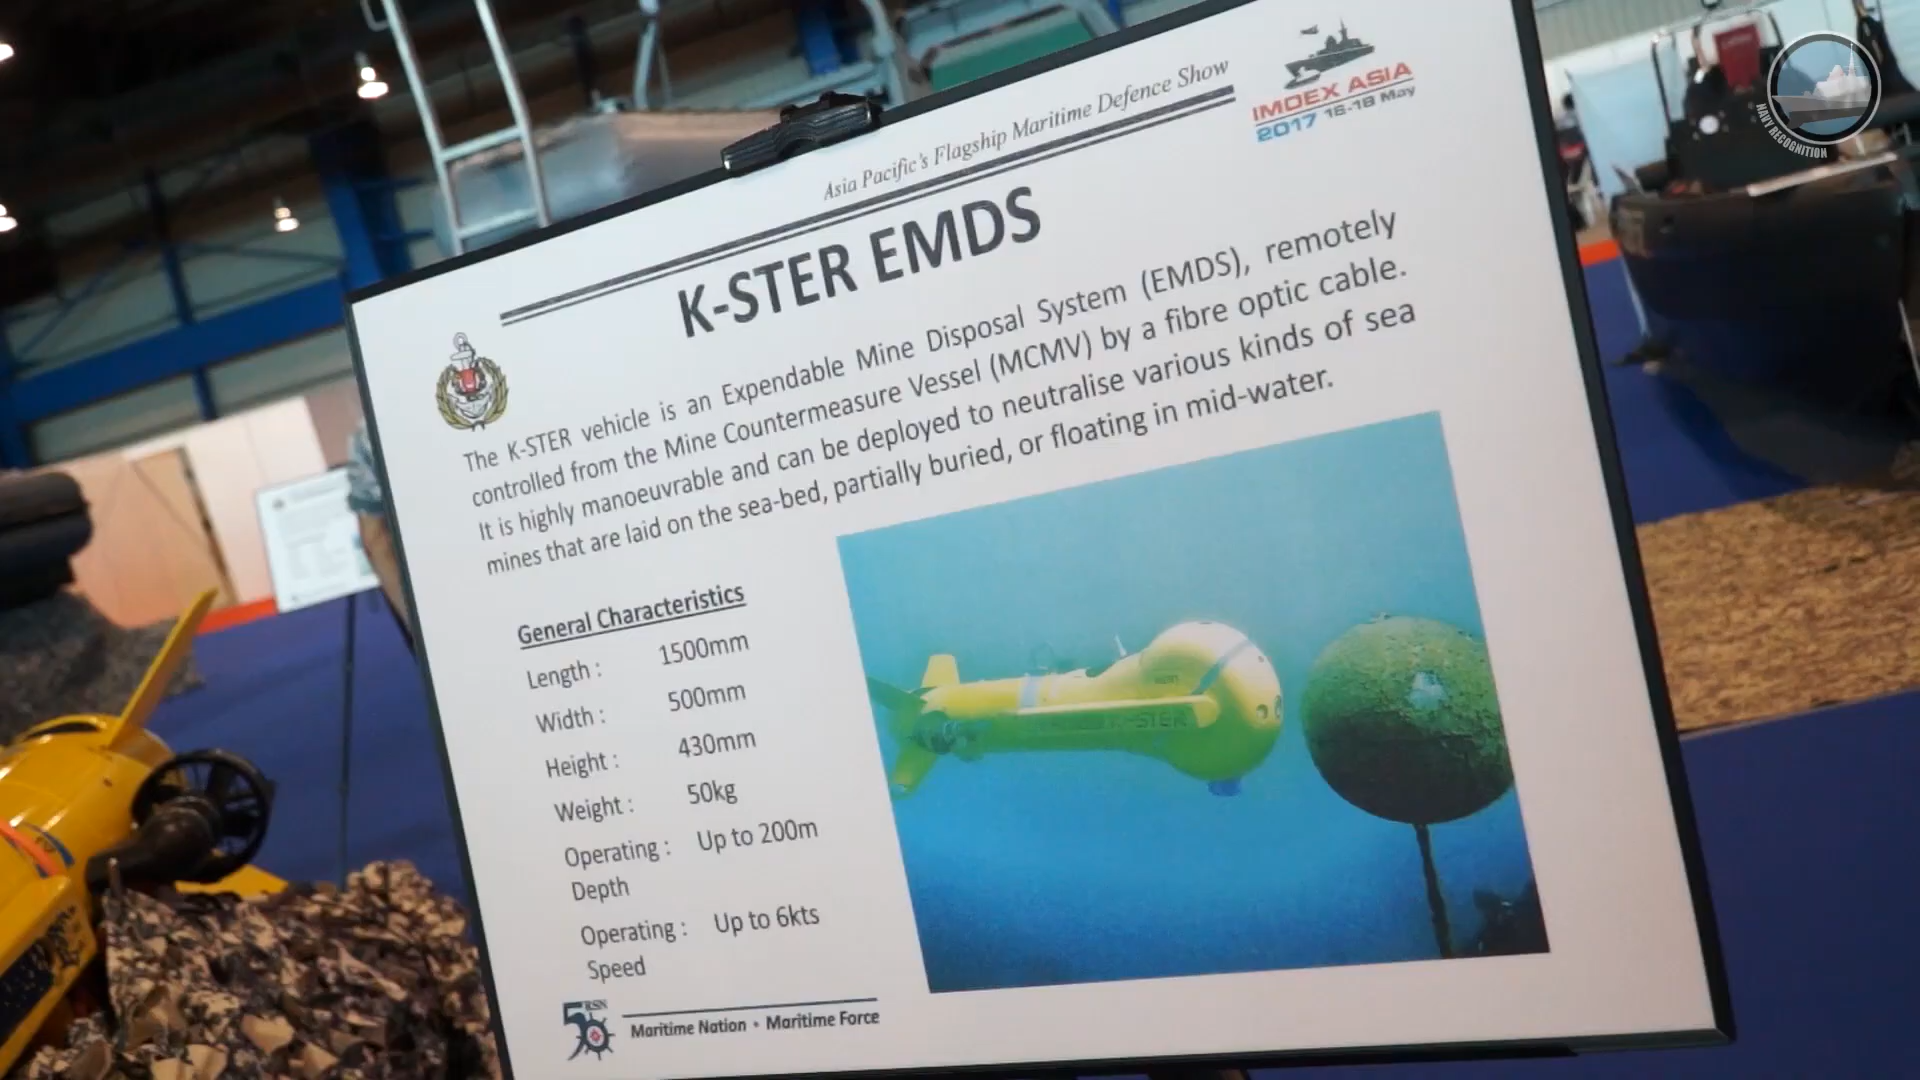 Asia Pacific's Flagship Maritime Defence Show
IMDEX ASIA
2017 16-18 May
NAVY RECOGNITION
K-STER EMDS
The K-STER vehicle is an Expendable Mine Disposal System (EMDS), remotely
controlled from the Mine Countermeasure Vessel (MCMV) by a fibre optic cable.
It is highly manoeuvrable and can be deployed to neutralise various kinds of sea
mines that are laid on the sea-bed, partially buried, or floating in mid-water.
General Characteristics
Length : 1500mm
Width : 500mm
Height : 430mm
Weight : 50kg
Operating : Up to 200m
Depth
Operating : Up to 6kts
Speed
K-STER
50 RSN
Maritime Nation • Maritime Force